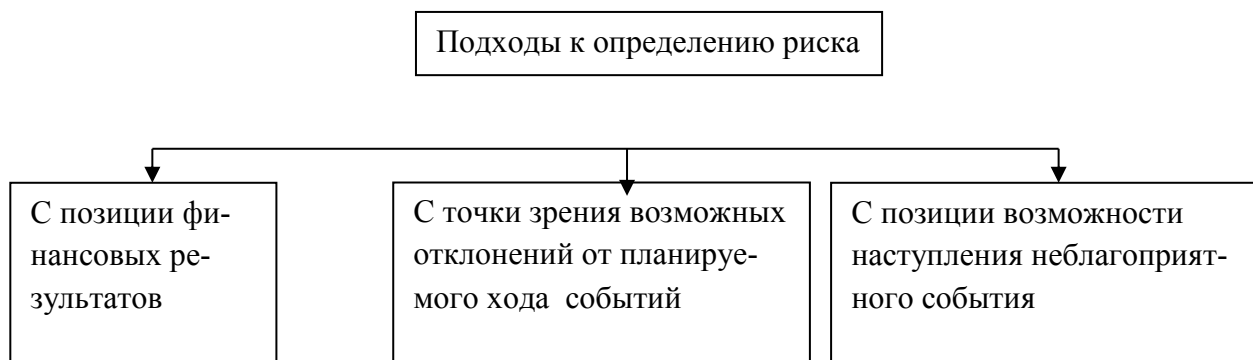 Подходы к определению риска
С позиции фи-
нансовых ре-
зультатов
С точки зрения возможных
отклонений от планируе-
мого хода событий
С позиции возможности
наступления неблагоприят-
ного события